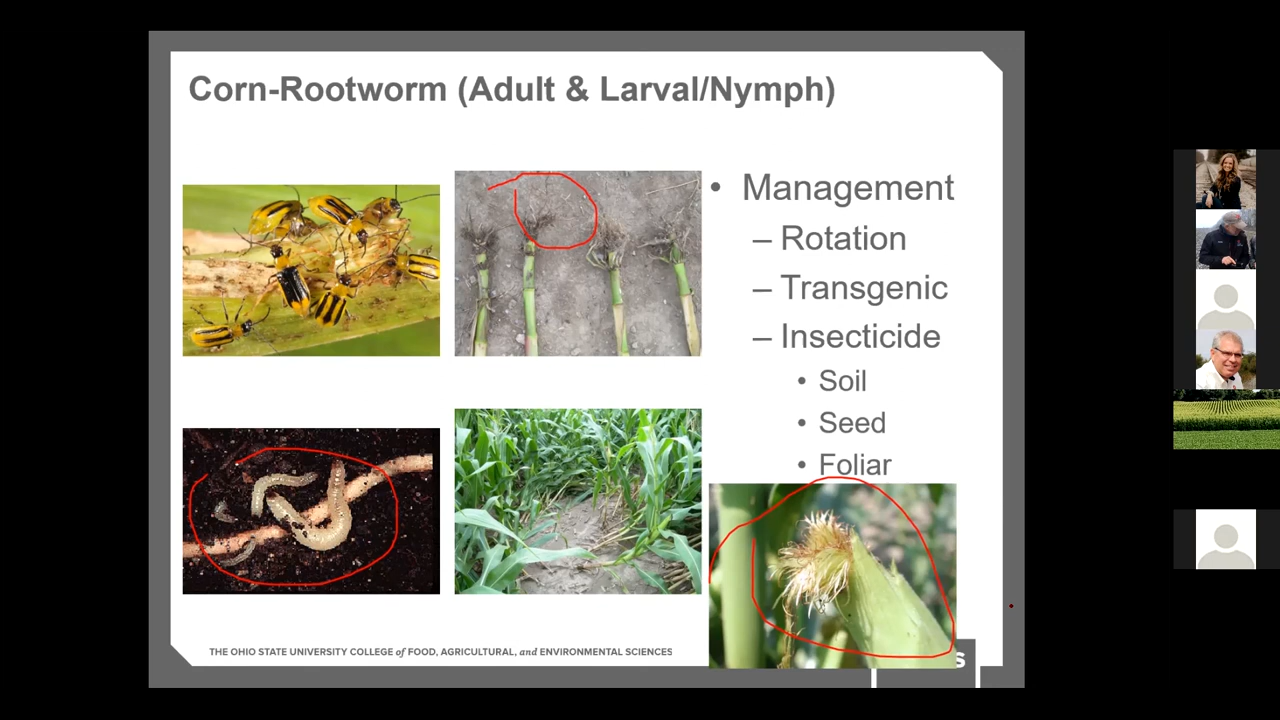 Corn-Rootworm (Adult & Larval/Nymph)
• Management
– Rotation
– Transgenic
– Insecticide
• Soil
• Seed
• Foliar
THE OHIO STATE UNIVERSITY COLLEGE of FOOD, AGRICULTURAL, and ENVIRONMENTAL SCIENCES